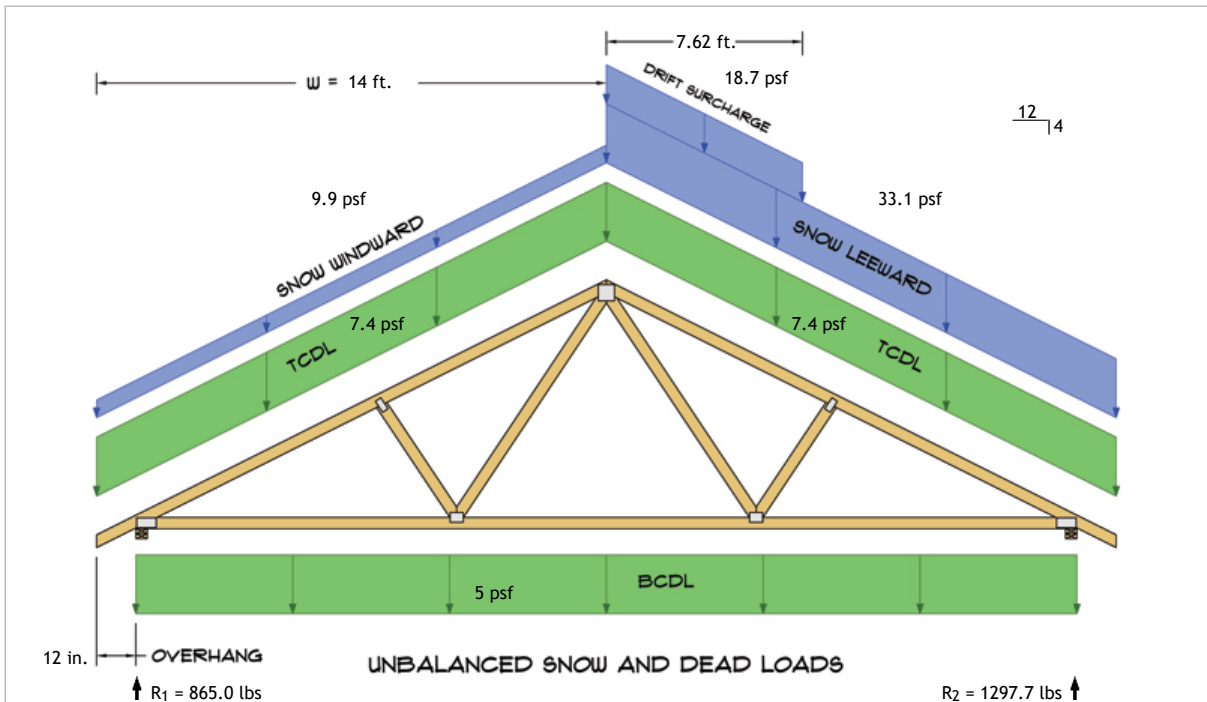 7.62 ft.
W = 14 ft.
DRIFT SURCHARGE
18.7 psf
12
4
9.9 psf
33.1 psf
SNOW WINDWARD
SNOW LEEWARD
7.4 psf
7.4 psf
TCDL
TCDL
5 psf
BCDL
12 in.
OVERHANG
UNBALANCED SNOW AND DEAD LOADS
R1 = 865.0 lbs
R2 = 1297.7 lbs